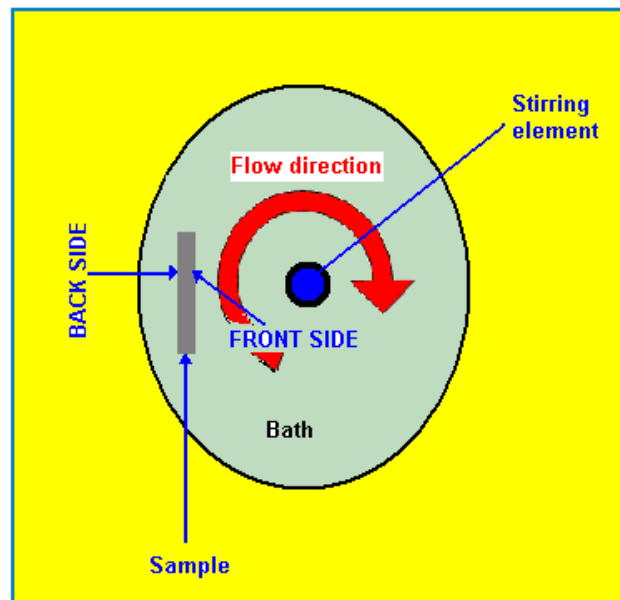 Stirring
element
Flow direction
BACK SIDE
FRONT SIDE
Bath
Sample